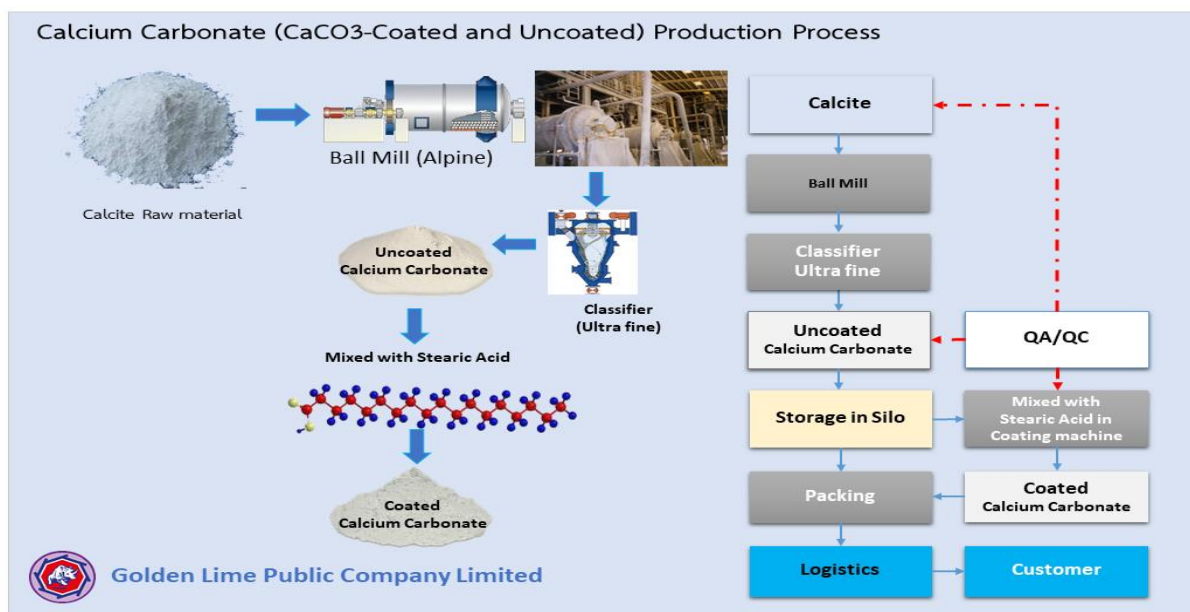 Calcium Carbonate (CaCO3-Coated and Uncoated) Production Process
Ball Mill (Alpine)
Calcite Raw material
Uncoated
Calcium Carbonate
Classifier
(Ultra fine)
Mixed with Stearic Acid
Coated
Calcium Carbonate
Calcite
Ball Mill
Classifier
Ultra fine
Uncoated
Calcium Carbonate
QA/QC
Storage in Silo
Mixed with
Stearic Acid in
Coating machine
Packing
Coated
Calcium Carbonate
Logistics
Customer
Golden Lime Public Company Limited